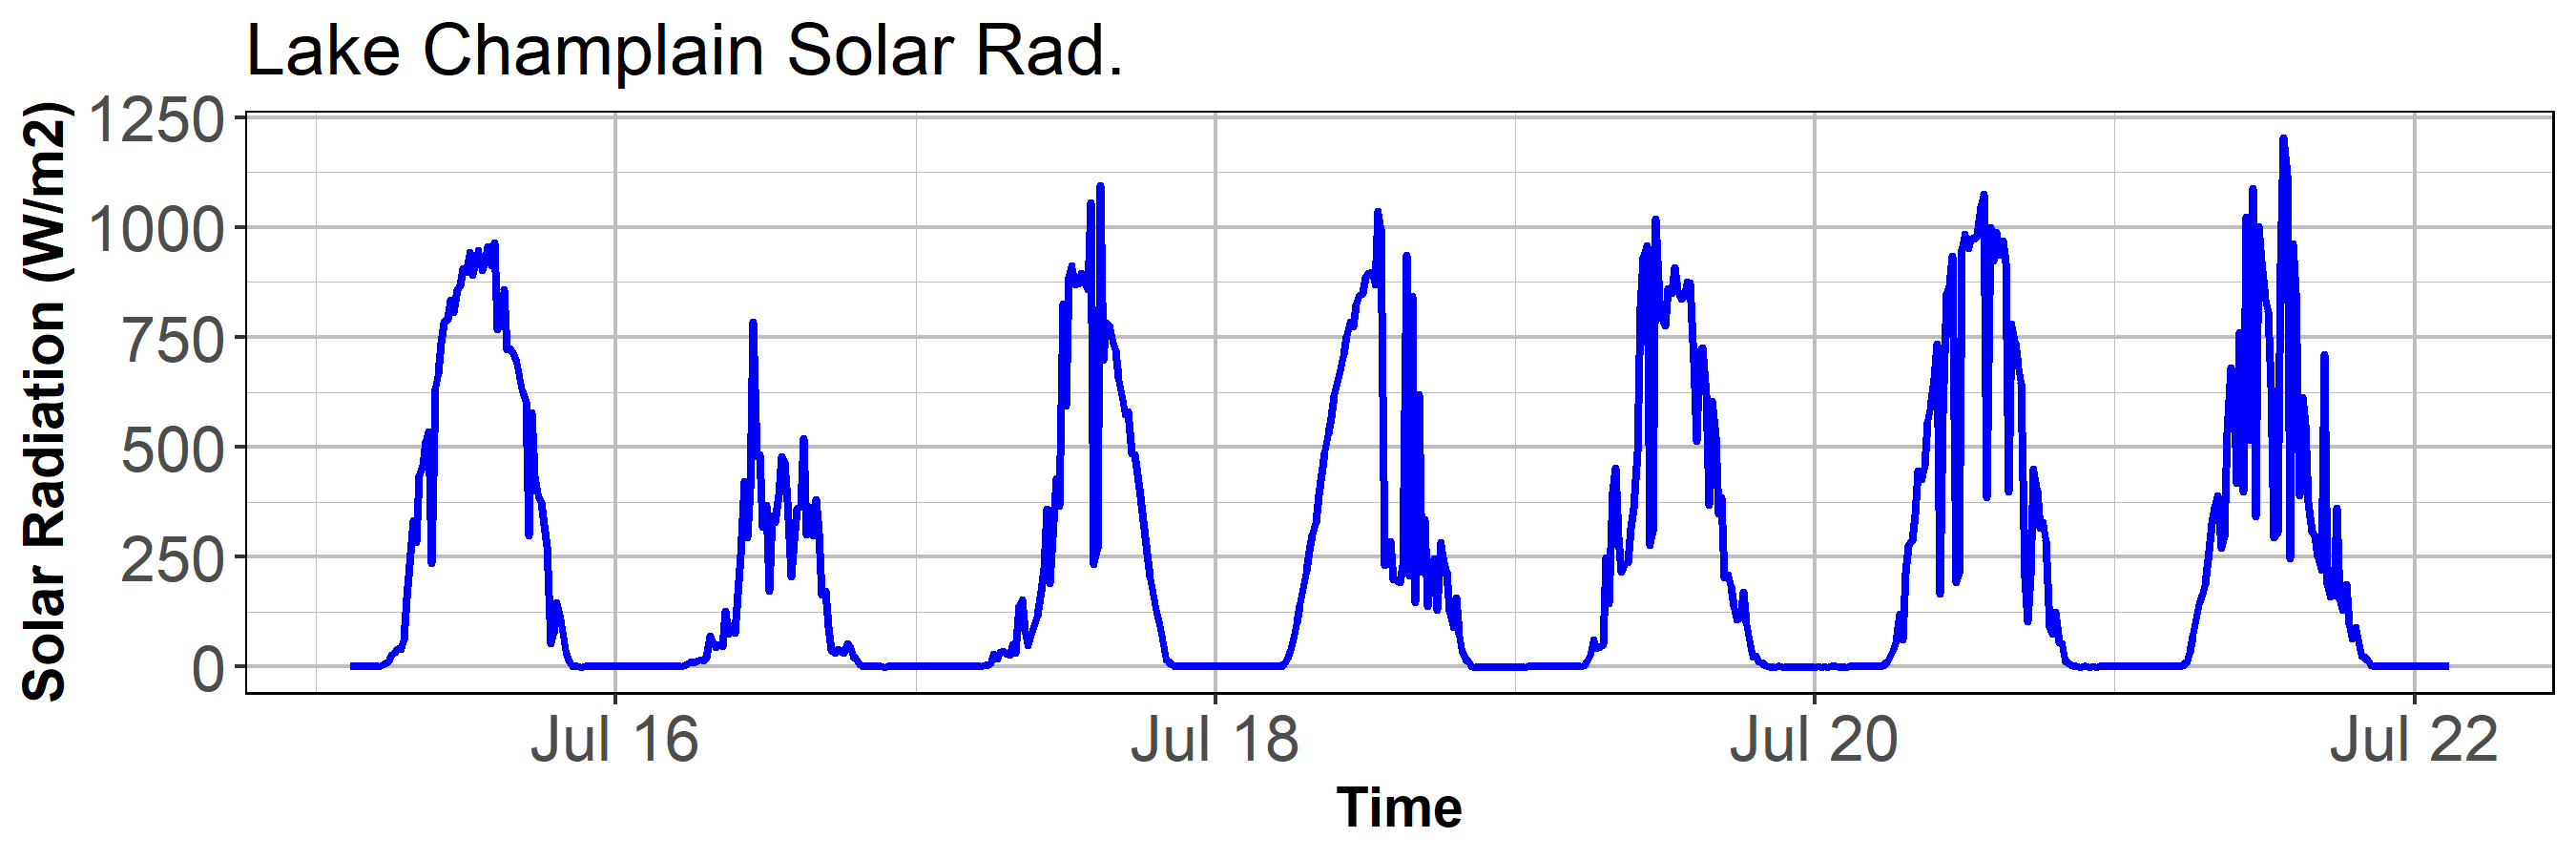 Lake Champlain Solar Rad.
Solar Radiation (W/m2)
1250
1000
750
500
250
0
Jul 16 Jul 18 Jul 20 Jul 22
Time